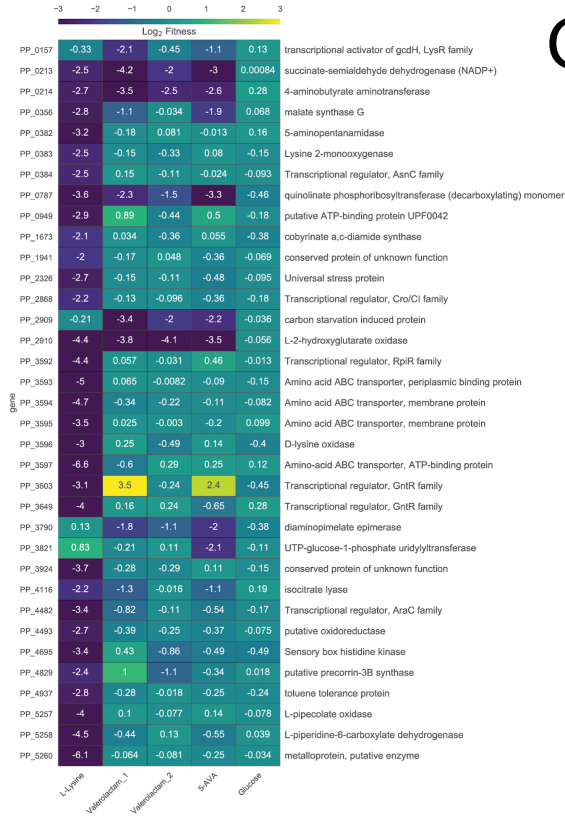 −3 −2 −1 0 1 2 3
Log2 Fitness
PP_0157 -0.33 -2.1 -0.45 -1.1 0.13 transcriptional activator of gcdH, LysR family
PP_0213 -2.5 -4.2 -2 -3 0.00084 succinate-semialdehyde dehydrogenase (NADP+)
PP_0214 -2.7 -3.5 -2.5 -2.6 0.28 4-aminobutyrate aminotransferase
PP_0356 -2.8 -1.1 -0.034 -1.9 0.068 malate synthase G
PP_0382 -3.2 -0.18 0.081 -0.013 0.16 5-aminopentanamidase
PP_0383 -2.5 -0.15 -0.33 0.08 -0.15 Lysine 2-monooxygenase
PP_0384 -2.5 0.15 -0.11 -0.024 -0.093 Transcriptional regulator, AsnC family
PP_0787 -3.6 -2.3 -1.5 -3.3 -0.46 quinolinate phosphoribosyltransferase (decarboxylating) monomer
PP_0949 -2.9 0.89 -0.44 0.5 -0.18 putative ATP-binding protein UPF0042
PP_1673 -2.1 0.034 -0.36 0.055 -0.38 cobyrinate a,c-diamide synthase
PP_1941 -2 -0.17 0.048 -0.36 -0.069 conserved protein of unknown function
PP_2326 -2.7 -0.15 -0.11 -0.48 -0.095 Universal stress protein
PP_2868 -2.2 -0.13 -0.096 -0.36 -0.18 Transcriptional regulator, Cro/CI family
PP_2909 -0.21 -3.4 -2 -2.2 -0.036 carbon starvation induced protein
PP_2910 -4.4 -3.8 -4.1 -3.5 -0.056 L-2-hydroxyglutarate oxidase
PP_3592 -4.4 0.057 -0.031 0.46 -0.013 Transcriptional regulator, RpiR family
PP_3593 -5 0.065 -0.0082 -0.09 -0.15 Amino acid ABC transporter, periplasmic binding protein
PP_3594 -4.7 -0.34 -0.22 -0.11 -0.082 Amino acid ABC transporter, membrane protein
gene
PP_3595 -3.5 0.025 -0.003 -0.2 0.099 Amino acid ABC transporter, membrane protein
PP_3596 -3 0.25 -0.49 0.14 -0.4 D-lysine oxidase
PP_3597 -6.6 -0.6 0.29 0.25 0.12 Amino-acid ABC transporter, ATP-binding protein
PP_3603 -3.1 3.5 -0.24 2.4 -0.45 Transcriptional regulator, GntR family
PP_3649 -4 0.16 0.24 -0.65 0.28 Transcriptional regulator, GntR family
PP_3790 0.13 -1.8 -1.1 -2 -0.38 diaminopimelate epimerase
PP_3821 0.83 -0.21 0.11 -2.1 -0.11 UTP-glucose-1-phosphate uridylyltransferase
PP_3924 -3.7 -0.28 -0.29 0.11 -0.15 conserved protein of unknown function
PP_4116 -2.2 -1.3 -0.016 -1.1 0.19 isocitrate lyase
PP_4482 -3.4 -0.82 -0.11 -0.54 -0.17 Transcriptional regulator, AraC family
PP_4493 -2.7 -0.39 -0.25 -0.37 -0.075 putative oxidoreductase
PP_4695 -3.4 0.43 -0.86 -0.49 -0.49 Sensory box histidine kinase
PP_4829 -2.4 1 -1.1 -0.34 0.018 putative precorrin-3B synthase
PP_4937 -2.8 -0.28 -0.018 -0.25 -0.24 toluene tolerance protein
PP_5257 -4 0.1 -0.077 0.14 -0.078 L-pipecolate oxidase
PP_5258 -4.5 -0.44 0.13 -0.55 0.039 L-piperidine-6-carboxylate dehydrogenase
PP_5260 -6.1 -0.064 -0.081 -0.25 -0.034 metalloprotein, putative enzyme
L-Lysine Valerolactam_1 Valerolactam_2 5-AVA Glucose